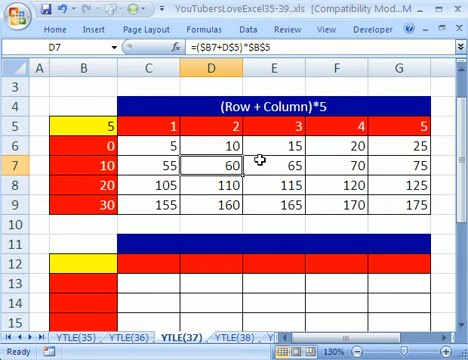 YouTubersLoveExcel35-39..xls [Compatibility Mod...
Home Insert Page Layout Formulas Data Review View Developer
D7 fx =($B7+D$5)*$B$5
A B C D E F G
3
4 (Row + Column)*5
5 5 1 2 3 4 5
6 0 5 10 15 20 25
7 10 55 60 65 70 75
8 20 105 110 115 120 125
9 30 155 160 165 170 175
10
11
12
13
14
15
YTLE(35) YTLE(36) YTLE(37) YTLE(38)
Ready 130%